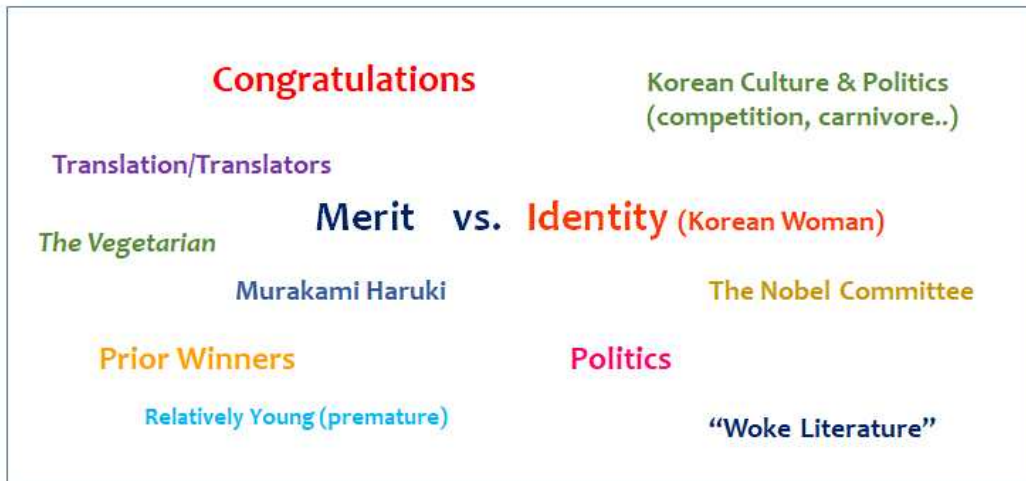 Congratulations
Korean Culture & Politics
(competition, carnivore..)
Translation/Translators
Merit vs. Identity (Korean Woman)
The Vegetarian
Murakami Haruki
The Nobel Committee
Prior Winners
Politics
Relatively Young (premature)
“Woke Literature”